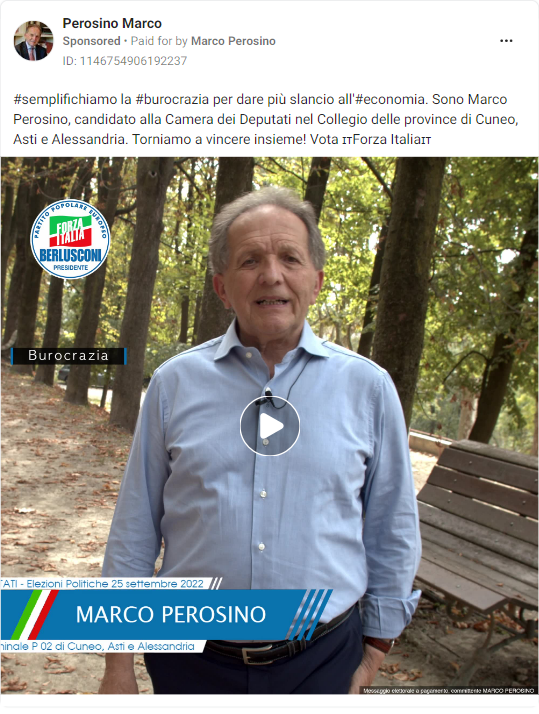 Perosino Marco
Sponsored • Paid for by Marco Perosino
ID: 1146754906192237
#semplifichiamo la #burocrazia per dare più slancio all'#economia. Sono Marco
Perosino, candidato alla Camera dei Deputati nel Collegio delle province di Cuneo,
Asti e Alessandria. Torniamo a vincere insieme! Vota ɪᴛForza Italiaɪᴛ
PARTITO POPOLARE EUROPEO
FORZA
ITALIA
BERLUSCONI
PRESIDENTE
Burocrazia
TATI - Elezioni Politiche 25 settembre 2022
MARCO PEROSINO
ninale P 02 di Cuneo, Asti e Alessandria
Messaggio elettorale a pagamento, committente MARCO PEROSINO